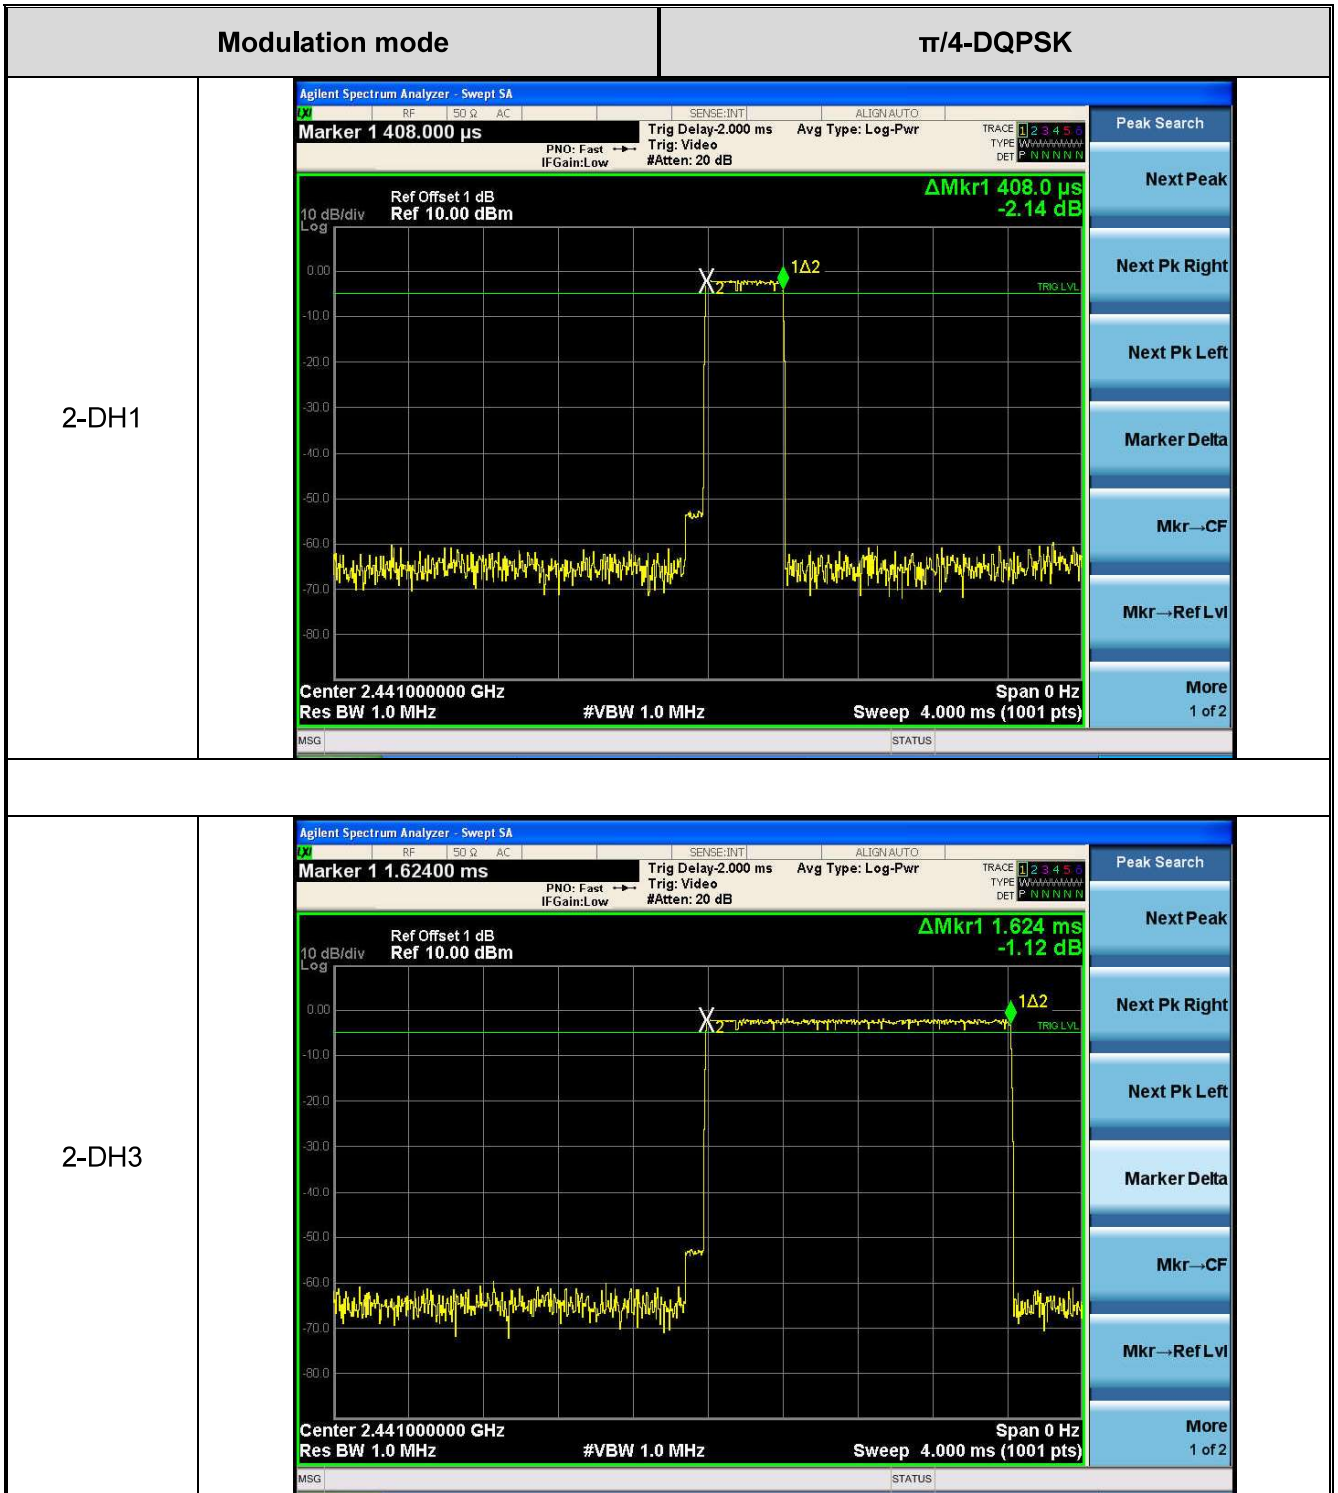 Modulation mode π/4-DQPSK
2-DH1
Agilent Spectrum Analyzer - Swept SA
LXI RF 50 Ω AC SENSE:INT ALIGN AUTO
Marker 1 408.000 µs
PNO: Fast
IFGain:Low
Trig Delay-2.000 ms
Trig: Video
#Atten: 20 dB
Avg Type: Log-Pwr
TRACE 1 2 3 4 5 6
TYPE W
DET P N N N N N
Peak Search
Next Peak
Next Pk Right
Next Pk Left
Marker Delta
Mkr→CF
Mkr→Ref Lvl
More
1 of 2
ΔMkr1 408.0 µs
-2.14 dB
Ref Offset 1 dB
10 dB/div Ref 10.00 dBm
Log
0.00
-10.0
-20.0
-30.0
-40.0
-50.0
-60.0
-70.0
-80.0
2
1Δ2
TRIG LVL
Center 2.441000000 GHz Span 0 Hz
Res BW 1.0 MHz #VBW 1.0 MHz Sweep 4.000 ms (1001 pts)
MSG STATUS
2-DH3
Agilent Spectrum Analyzer - Swept SA
LXI RF 50 Ω AC SENSE:INT ALIGN AUTO
Marker 1 1.62400 ms
PNO: Fast
IFGain:Low
Trig Delay-2.000 ms
Trig: Video
#Atten: 20 dB
Avg Type: Log-Pwr
TRACE 1 2 3 4 5 6
TYPE W
DET P N N N N N
Peak Search
Next Peak
Next Pk Right
Next Pk Left
Marker Delta
Mkr→CF
Mkr→Ref Lvl
More
1 of 2
ΔMkr1 1.624 ms
-1.12 dB
Ref Offset 1 dB
10 dB/div Ref 10.00 dBm
Log
0.00
-10.0
-20.0
-30.0
-40.0
-50.0
-60.0
-70.0
-80.0
2
1Δ2
TRIG LVL
Center 2.441000000 GHz Span 0 Hz
Res BW 1.0 MHz #VBW 1.0 MHz Sweep 4.000 ms (1001 pts)
MSG STATUS